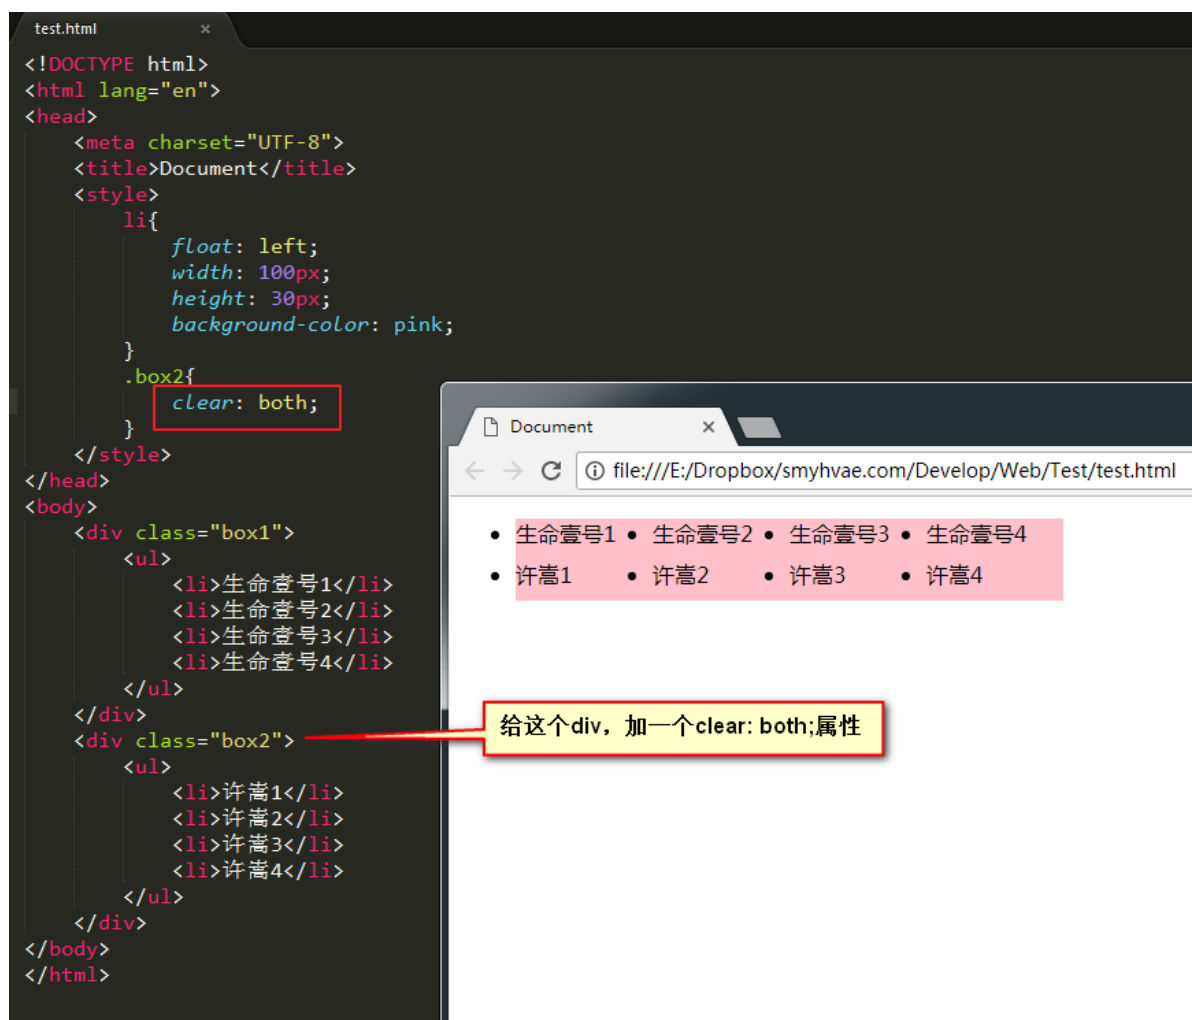 test.html
<!DOCTYPE html>
<html lang="en">
<head>
<meta charset="UTF-8">
<title>Document</title>
<style>
li{
float: left;
width: 100px;
height: 30px;
background-color: pink;
}
.box2{
clear: both;
}
</style>
</head>
<body>
<div class="box1">
<ul>
<li>生命壹号1</li>
<li>生命壹号2</li>
<li>生命壹号3</li>
<li>生命壹号4</li>
</ul>
</div>
<div class="box2">
<ul>
<li>许嵩1</li>
<li>许嵩2</li>
<li>许嵩3</li>
<li>许嵩4</li>
</ul>
</div>
</body>
</html>
Document
file:///E:/Dropbox/smyhvae.com/Develop/Web/Test/test.html
• 生命壹号1 • 生命壹号2 • 生命壹号3 • 生命壹号4
• 许嵩1 • 许嵩2 • 许嵩3 • 许嵩4
给这个div，加一个clear: both;属性